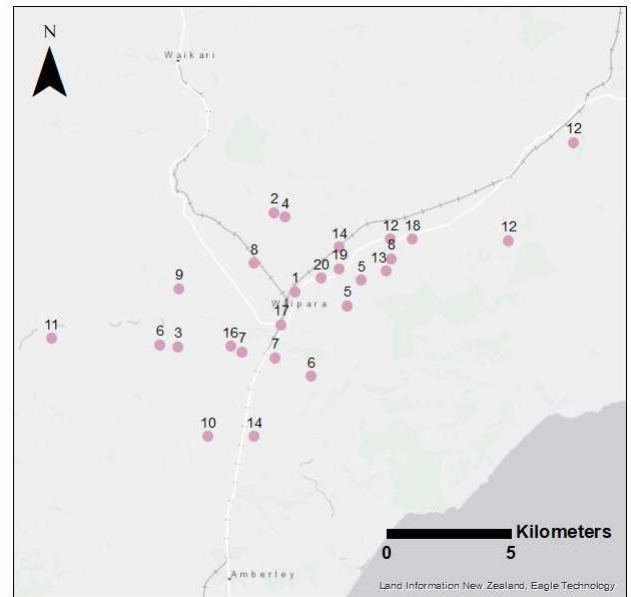 N
Waikari
12
2 4
14 12 18 12
8 19 8
9 20 5 13
1
Waipara 5
11 17
6 3 16 7 7
6
10 14
Kilometers
0 5
Amberley
Land Information New Zealand, Eagle Technology